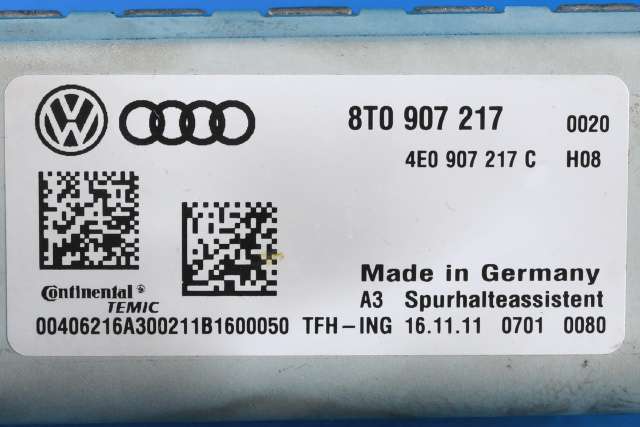 8T0 907 217 0020
4E0 907 217 C H08
Continental
TEMIC
Made in Germany
A3 Spurhalteassistent
00406216A300211B1600050 TFH-ING 16.11.11 0701 0080